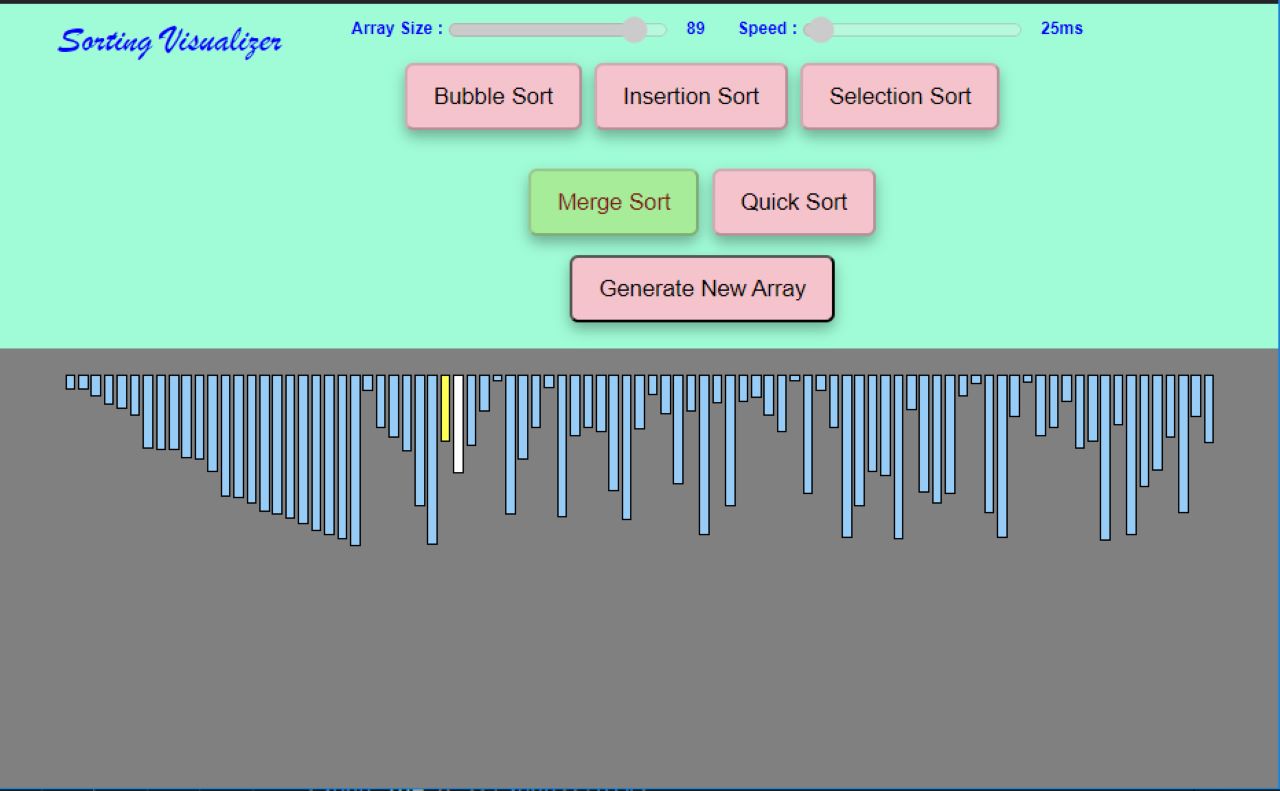 Sorting Visualizer
Array Size : 89 Speed : 25ms
Bubble Sort Insertion Sort Selection Sort
Merge Sort Quick Sort
Generate New Array